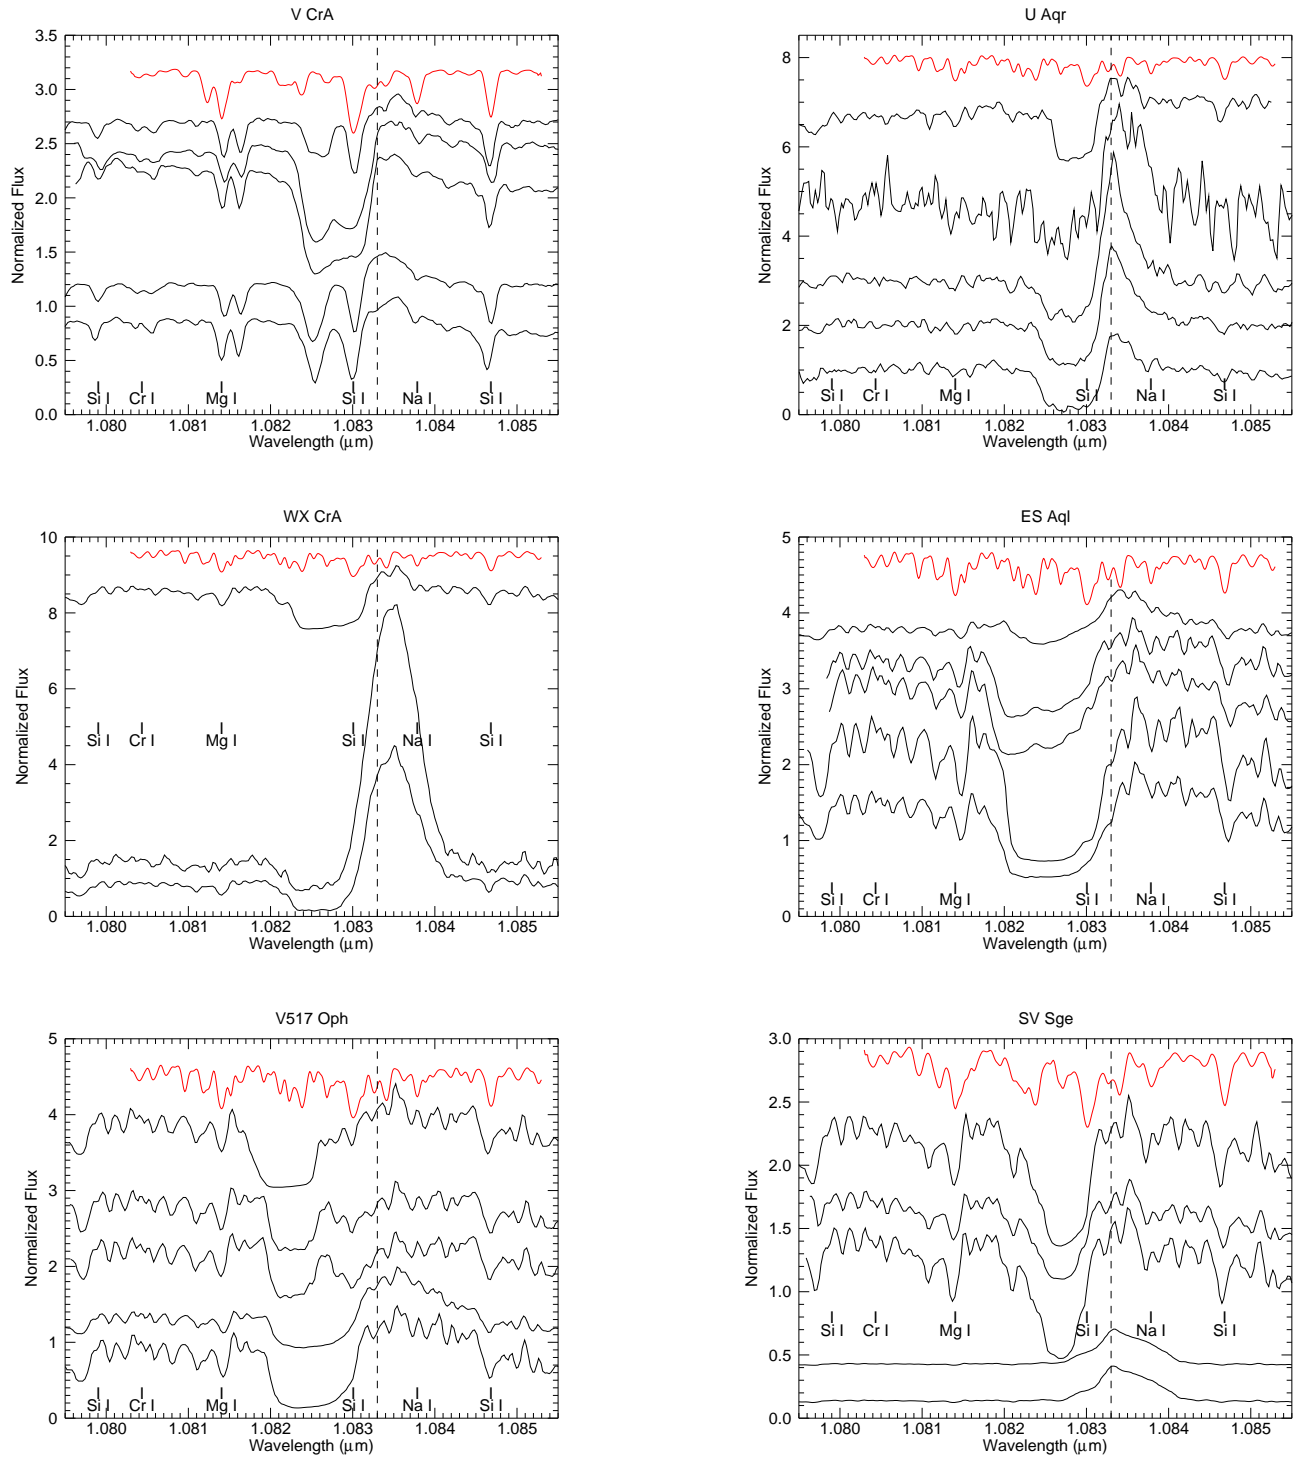 V CrA
3.5
3.0
2.5
2.0
1.5
1.0
0.5
0.0
Normalized Flux
Si I Cr I Mg I Si I Na I Si I
1.080 1.081 1.082 1.083 1.084 1.085
Wavelength (μm)
U Aqr
8
6
4
2
0
Normalized Flux
Si I Cr I Mg I Si I Na I Si I
1.080 1.081 1.082 1.083 1.084 1.085
Wavelength (μm)
WX CrA
10
8
6
4
2
0
Normalized Flux
Si I Cr I Mg I Si I Na I Si I
1.080 1.081 1.082 1.083 1.084 1.085
Wavelength (μm)
ES Aql
5
4
3
2
1
0
Normalized Flux
Si I Cr I Mg I Si I Na I Si I
1.080 1.081 1.082 1.083 1.084 1.085
Wavelength (μm)
V517 Oph
5
4
3
2
1
0
Normalized Flux
Si I Cr I Mg I Si I Na I Si I
1.080 1.081 1.082 1.083 1.084 1.085
Wavelength (μm)
SV Sge
3.0
2.5
2.0
1.5
1.0
0.5
0.0
Normalized Flux
Si I Cr I Mg I Si I Na I Si I
1.080 1.081 1.082 1.083 1.084 1.085
Wavelength (μm)